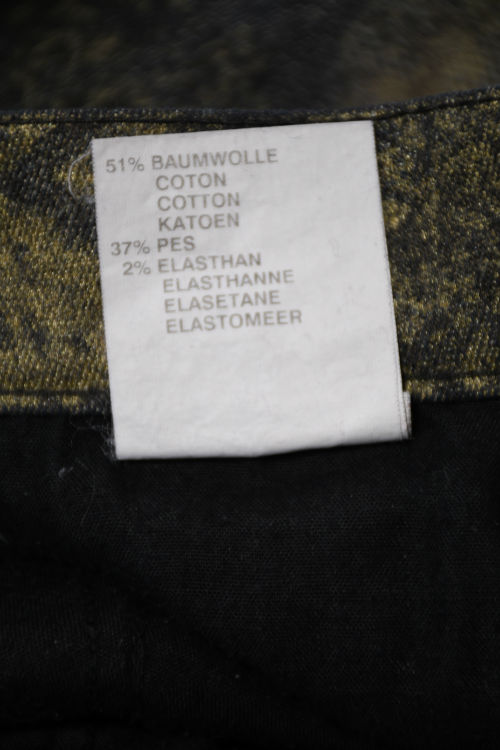 51% BAUMWOLLE
COTON
COTTON
KATOEN
37% PES
2% ELASTHAN
ELASTHANNE
ELASETANE
ELASTOMEER